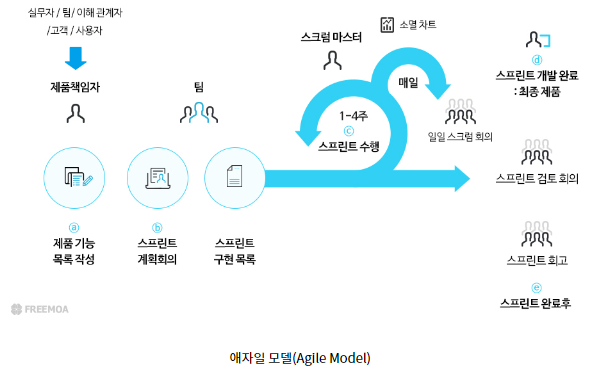 실무자 / 팀/ 이해 관계자
/고객 / 사용자
제품책임자
팀
스크럼 마스터
소멸 차트
매일
1~4주
ⓒ
스프린트 수행
일일 스크럼 회의
ⓓ
스프린트 개발 완료
: 최종 제품
스프린트 검토 회의
스프린트 회고
ⓔ
스프린트 완료후
ⓐ
제품 기능
목록 작성
ⓑ
스프린트
계획회의
스프린트
구현 목록
FREEMOA
애자일 모델(Agile Model)